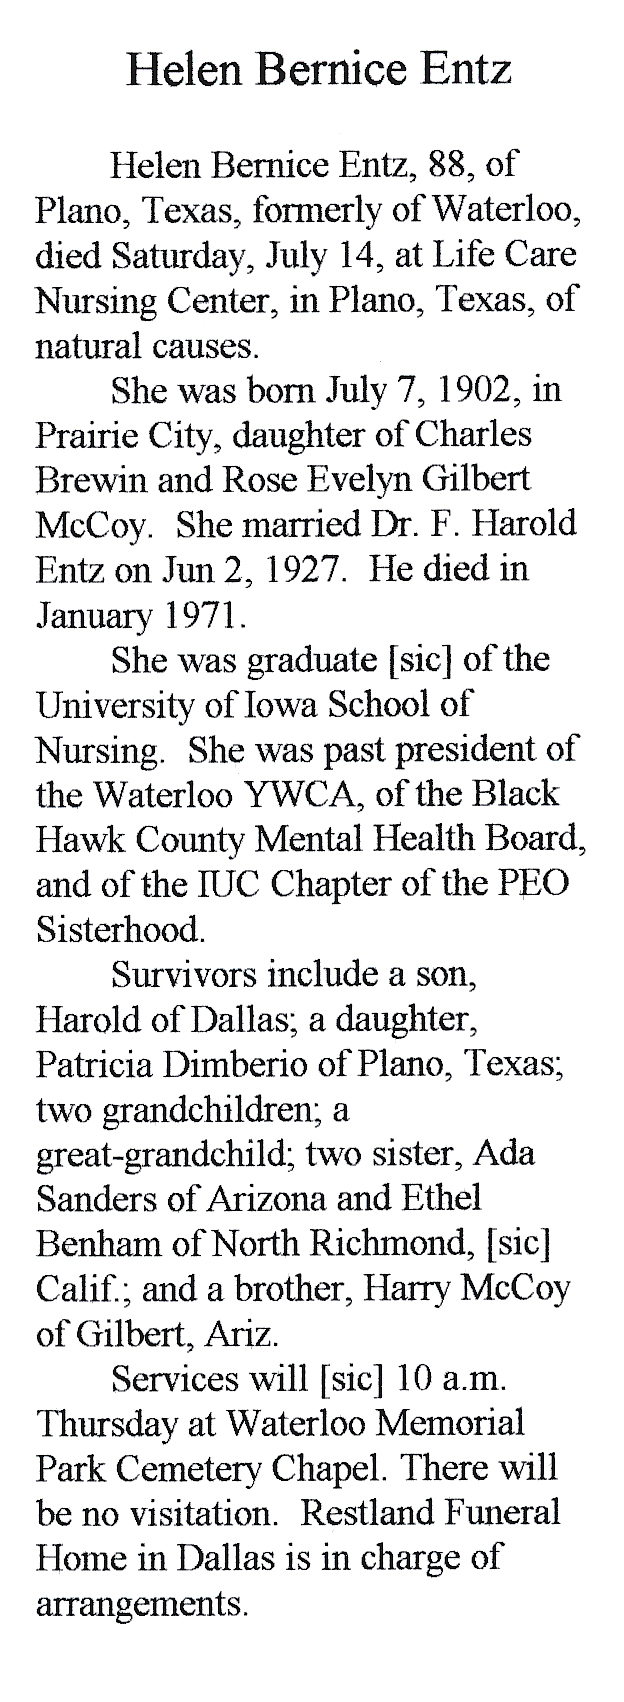 Helen Bernice Entz
Helen Bernice Entz, 88, of
Plano, Texas, formerly of Waterloo,
died Saturday, July 14, at Life Care
Nursing Center, in Plano, Texas, of
natural causes.
She was born July 7, 1902, in
Prairie City, daughter of Charles
Brewin and Rose Evelyn Gilbert
McCoy.  She married Dr. F. Harold
Entz on Jun 2, 1927.  He died in
January 1971.
She was graduate [sic] of the
University of Iowa School of
Nursing.  She was past president of
the Waterloo YWCA, of the Black
Hawk County Mental Health Board,
and of the IUC Chapter of the PEO
Sisterhood.
Survivors include a son,
Harold of Dallas; a daughter,
Patricia Dimberio of Plano, Texas;
two grandchildren; a
great-grandchild; two sister, Ada
Sanders of Arizona and Ethel
Benham of North Richmond, [sic]
Calif.; and a brother, Harry McCoy
of Gilbert, Ariz.
Services will [sic] 10 a.m.
Thursday at Waterloo Memorial
Park Cemetery Chapel. There will
be no visitation.  Restland Funeral
Home in Dallas is in charge of
arrangements.